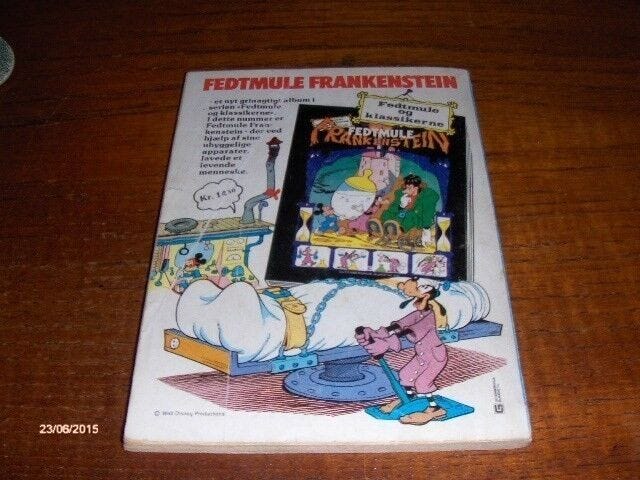 FEDTMULE FRANKENSTEIN
- et nyt grinagtigt album i
serien »Fedtmule
og klassikerne«.
I dette nummer er
Fedtmule Fran-
kenstein - der ved
hjælp af sine
uhyggelige
apparater,
lavede et
levende
menneske.
Kr. 14.50
Fedtmule
og
klassikerne
FEDTMULE
FRANKENSTEIN
© Walt Disney Productions
23/06/2015